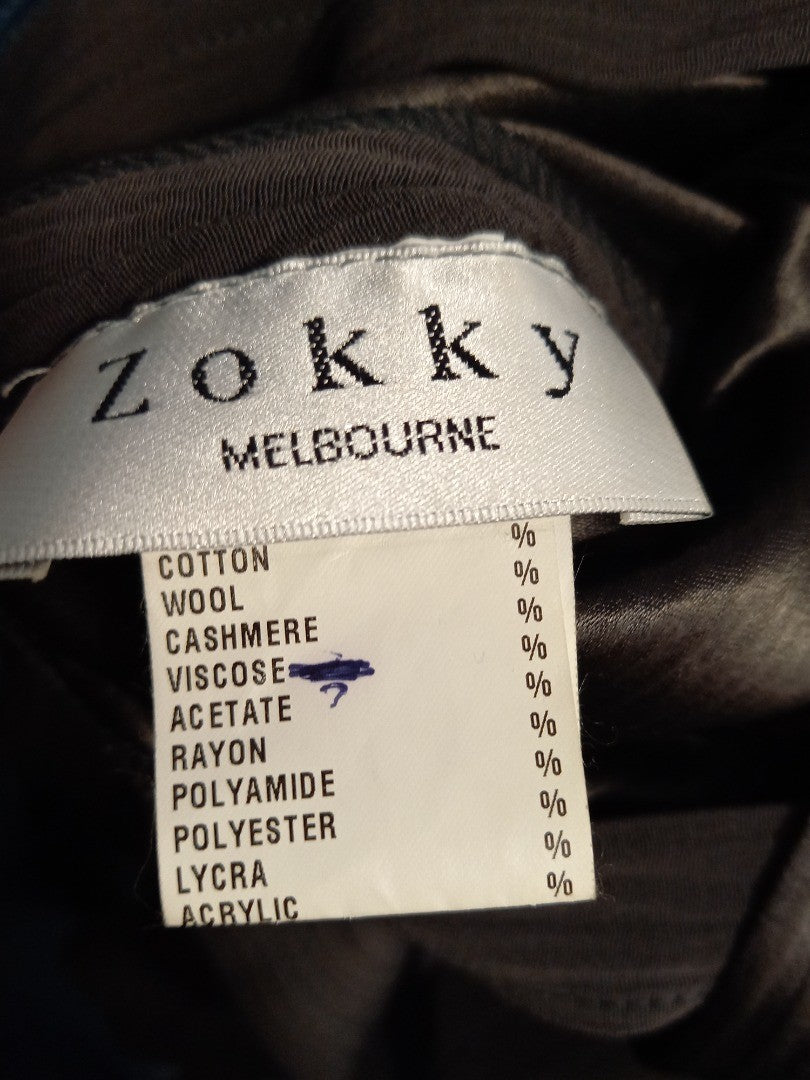 zokky
MELBOURNE
COTTON %
WOOL %
CASHMERE %
VISCOSE %
?
ACETATE %
RAYON %
POLYAMIDE %
POLYESTER %
LYCRA %
ACRYLIC %